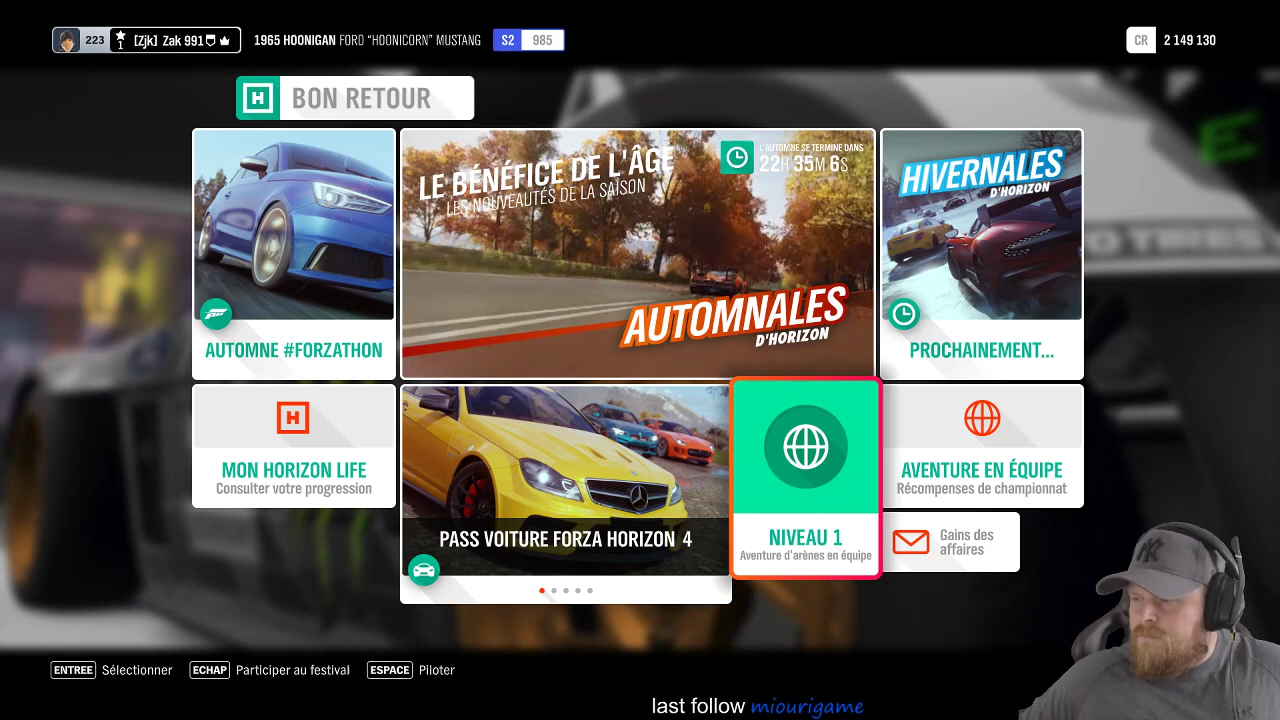 223 1 [Zjk] Zak 991 1965 HOONIGAN FORD “HOONICORN” MUSTANG S2 985 CR 2 149 130
H BON RETOUR
LE BÉNÉFICE DE L'ÂGE
LES NOUVEAUTÉS DE LA SAISON
L'AUTOMNE SE TERMINE DANS
22H 35M 6S
AUTOMNALES
D'HORIZON
HIVERNALES
D'HORIZON
AUTOMNE #FORZATHON
PROCHAINEMENT...
H
MON HORIZON LIFE
Consulter votre progression
PASS VOITURE FORZA HORIZON 4
NIVEAU 1
Aventure d'arènes en équipe
AVENTURE EN ÉQUIPE
Récompenses de championnat
Gains des
affaires
ENTREE Sélectionner ECHAP Participer au festival ESPACE Piloter
last follow miourigame